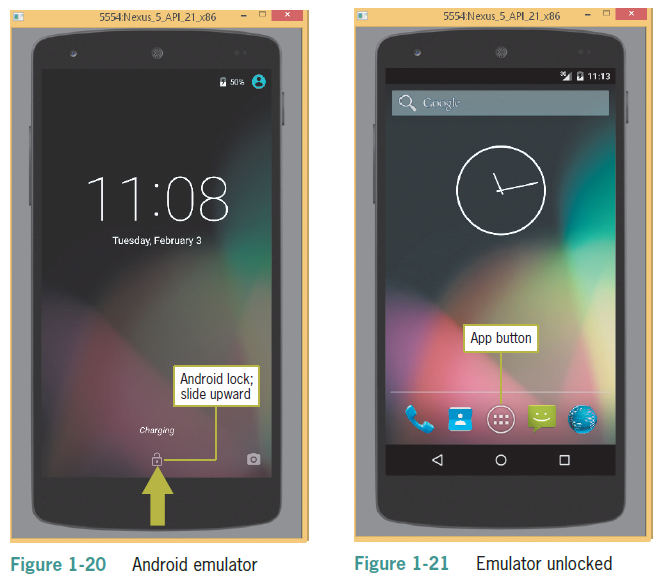 5554:Nexus_5_API_21_x86
50%
11:08
Tuesday, February 3
Android lock;
slide upward
Charging
Figure 1-20 Android emulator
5554:Nexus_5_API_21_x86
11:13
Google
App button
Figure 1-21 Emulator unlocked